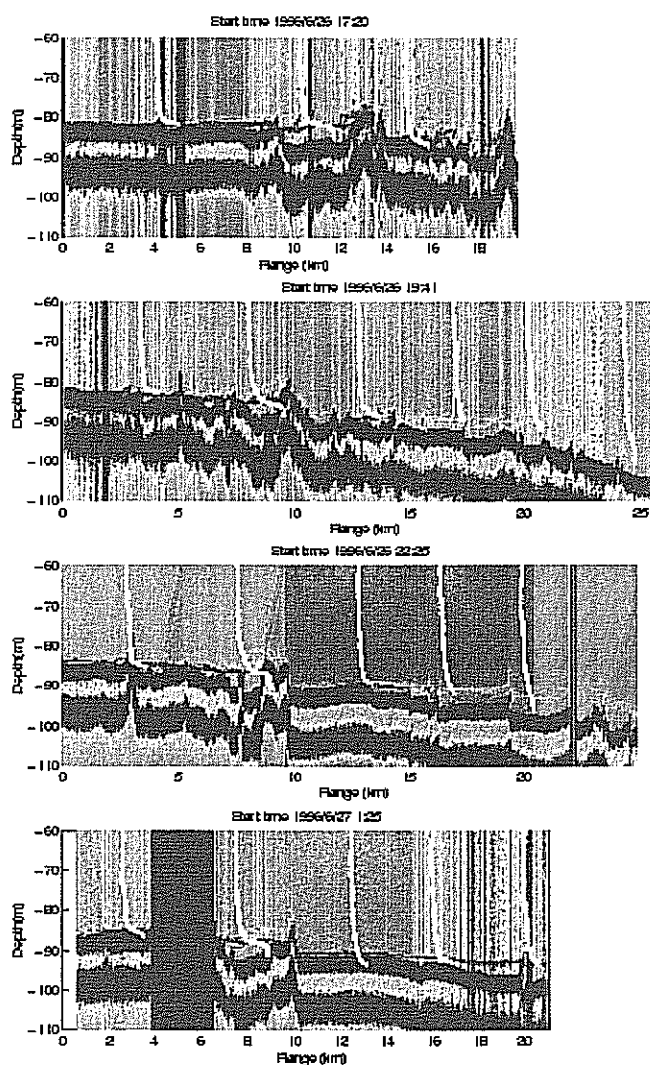 Start time 1996/6/26 17:20
-60
-70
-80
-90
-100
-110
Depth(m)
0 2 4 6 8 10 12 14 16 18
Range (km)
Start time 1996/6/26 19:41
-60
-70
-80
-90
-100
-110
Depth(m)
0 5 10 15 20 25
Range (km)
Start time 1996/6/26 22:25
-60
-70
-80
-90
-100
-110
Depth(m)
0 5 10 15 20
Range (km)
Start time 1996/6/27 1:25
-60
-70
-80
-90
-100
-110
Depth(m)
0 2 4 6 8 10 12 14 16 18 20
Range (km)